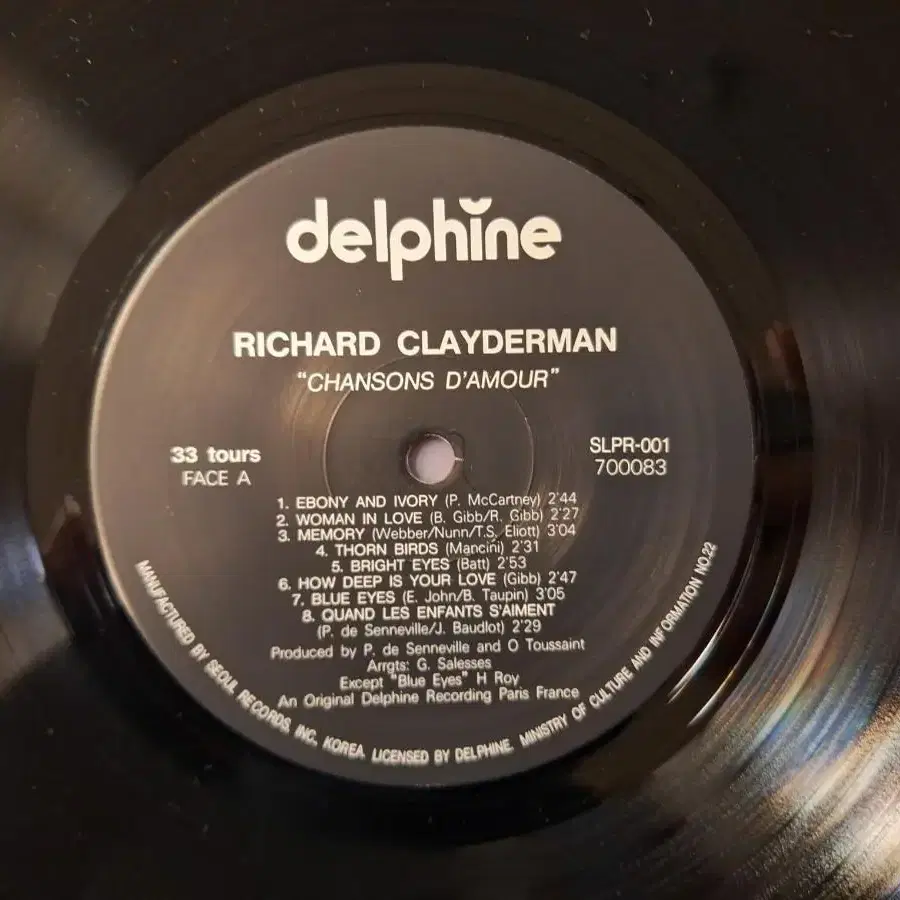 delphine
RICHARD CLAYDERMAN
"CHANSONS D'AMOUR"
33 tours
FACE A
SLPR-001
700083
1. EBONY AND IVORY (P. McCartney) 2'44
2. WOMAN IN LOVE (B. Gibb/R. Gibb) 2'27
3. MEMORY (Webber/Nunn/T.S. Eliott) 3'04
4. THORN BIRDS (Mancini) 2'31
5. BRIGHT EYES (Batt) 2'53
6. HOW DEEP IS YOUR LOVE (Gibb) 2'47
7. BLUE EYES (E. John/B. Taupin) 3'05
8. QUAND LES ENFANTS S'AIMENT
(P. de Senneville/J. Baudlot) 2'29
Produced by P. de Senneville and O Toussaint
Arrgts: G. Salesses
Except "Blue Eyes" H Roy
An Original Delphine Recording Paris France
MANUFACTURED BY SEOUL RECORDS, INC. KOREA. LICENSED BY DELPHINE. MINISTRY OF CULTURE AND INFORMATION NO.22